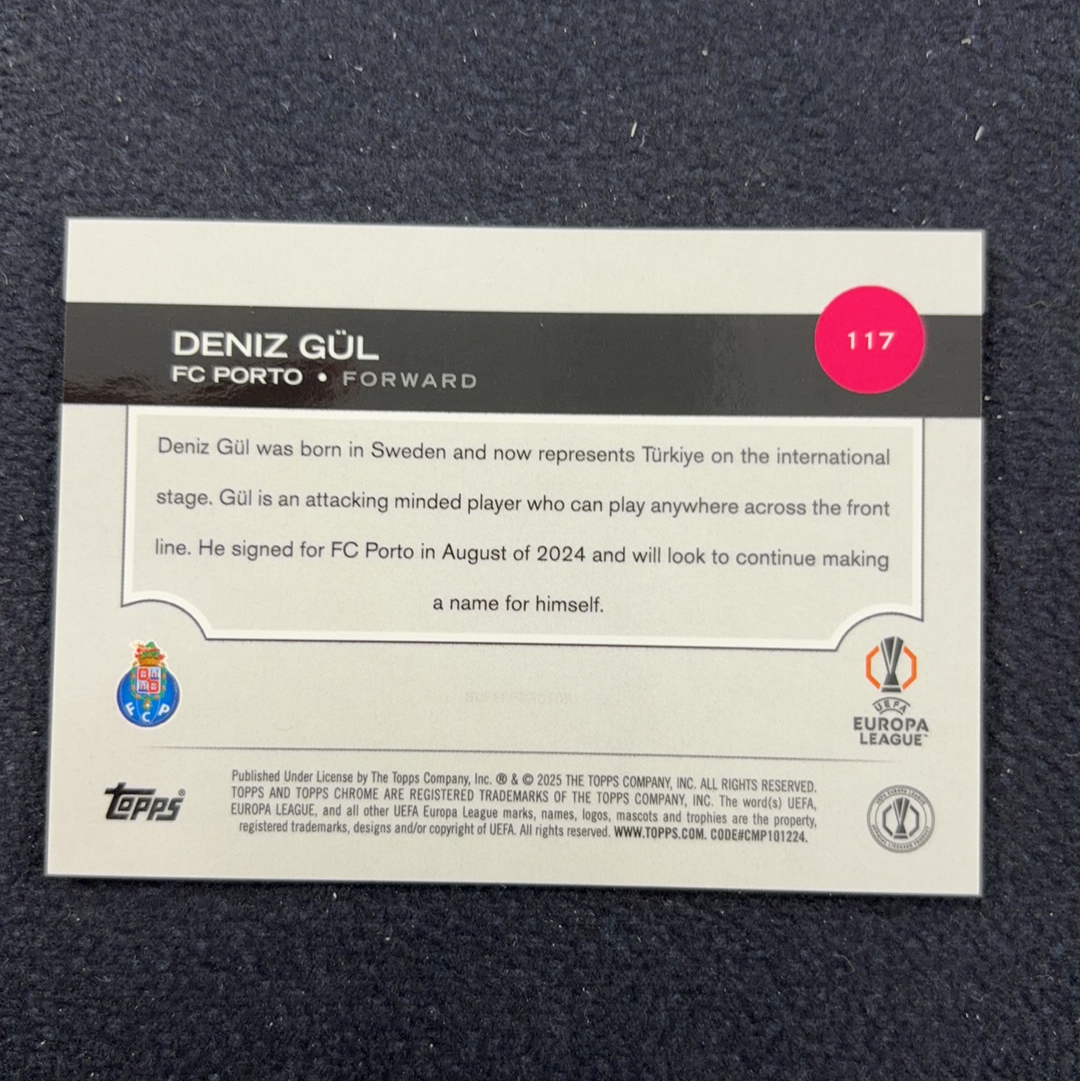 DENIZ GÜL
FC PORTO • FORWARD
117
Deniz Gül was born in Sweden and now represents Türkiye on the international
stage. Gül is an attacking minded player who can play anywhere across the front
line. He signed for FC Porto in August of 2024 and will look to continue making
a name for himself.
FCP
UEFA
EUROPA
LEAGUE™
topps®
Published Under License by The Topps Company, Inc. ® & © 2025 THE TOPPS COMPANY, INC. ALL RIGHTS RESERVED.
TOPPS AND TOPPS CHROME ARE REGISTERED TRADEMARKS OF THE TOPPS COMPANY, INC. The word(s) UEFA,
EUROPA LEAGUE, and all other UEFA Europa League marks, names, logos, mascots and trophies are the property,
registered trademarks, designs and/or copyright of UEFA. All rights reserved. WWW.TOPPS.COM. CODE#CMP101224.